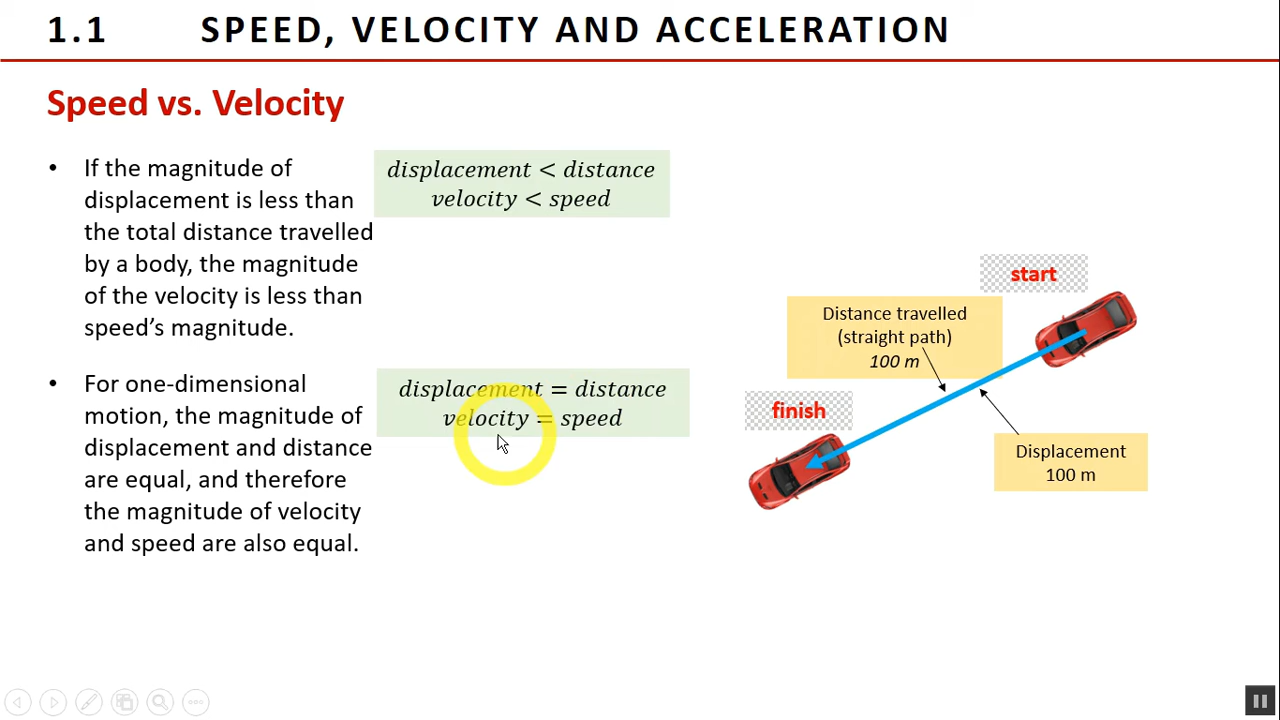 1.1 SPEED, VELOCITY AND ACCELERATION
Speed vs. Velocity
• If the magnitude of
displacement is less than
the total distance travelled
by a body, the magnitude
of the velocity is less than
speed’s magnitude.
displacement < distance
velocity < speed
• For one-dimensional
motion, the magnitude of
displacement and distance
are equal, and therefore
the magnitude of velocity
and speed are also equal.
displacement = distance
velocity = speed
start
Distance travelled
(straight path)
100 m
finish
Displacement
100 m